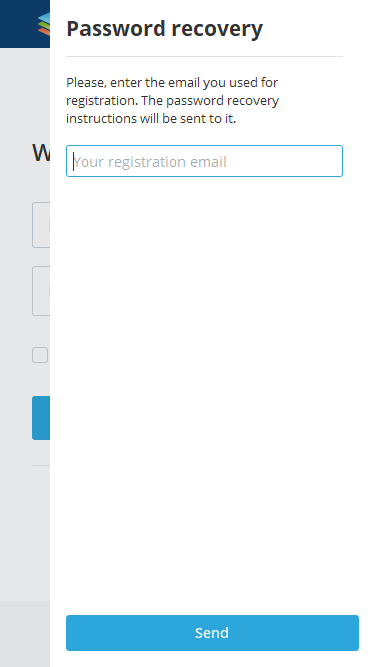 Password recovery
Please, enter the email you used for
registration. The password recovery
instructions will be sent to it.
Your registration email
Send